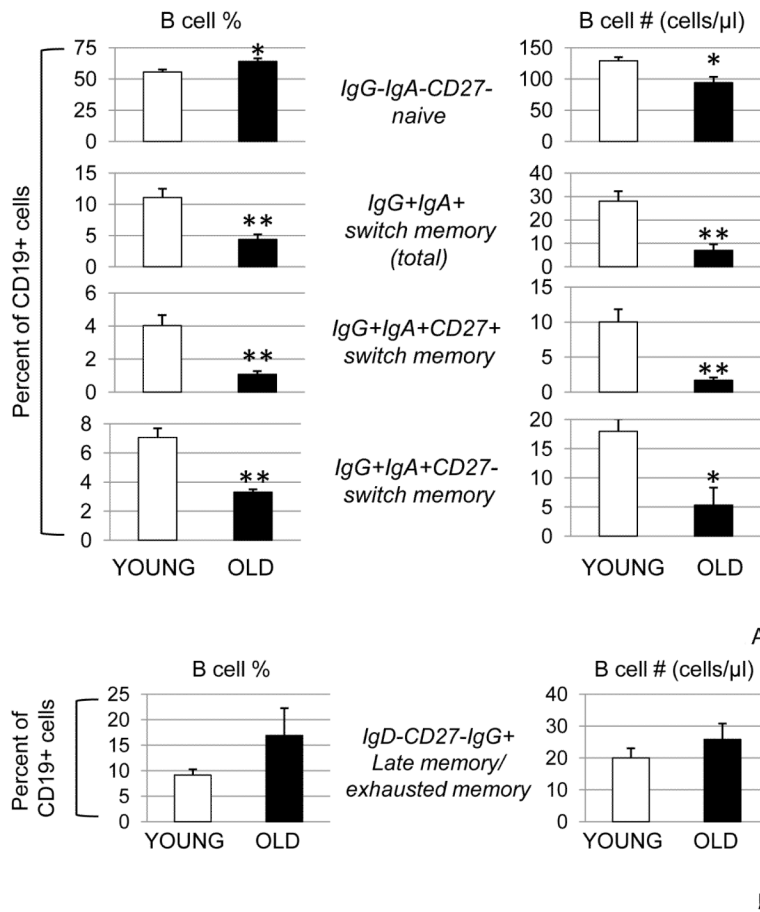 B cell %
B cell # (cells/µl)
Percent of CD19+ cells
75
50
25
0
*
IgG-IgA-CD27-
naive
150
100
50
0
*
15
10
5
0
**
IgG+IgA+
switch memory
(total)
40
30
20
10
0
**
6
4
2
0
**
IgG+IgA+CD27+
switch memory
15
10
5
0
**
8
6
4
2
0
**
IgG+IgA+CD27-
switch memory
20
15
10
5
0
*
YOUNG OLD
YOUNG OLD
A
B cell %
B cell # (cells/µl)
Percent of
CD19+ cells
25
20
15
10
5
0
IgD-CD27-IgG+
Late memory/
exhausted memory
40
30
20
10
0
YOUNG OLD
YOUNG OLD